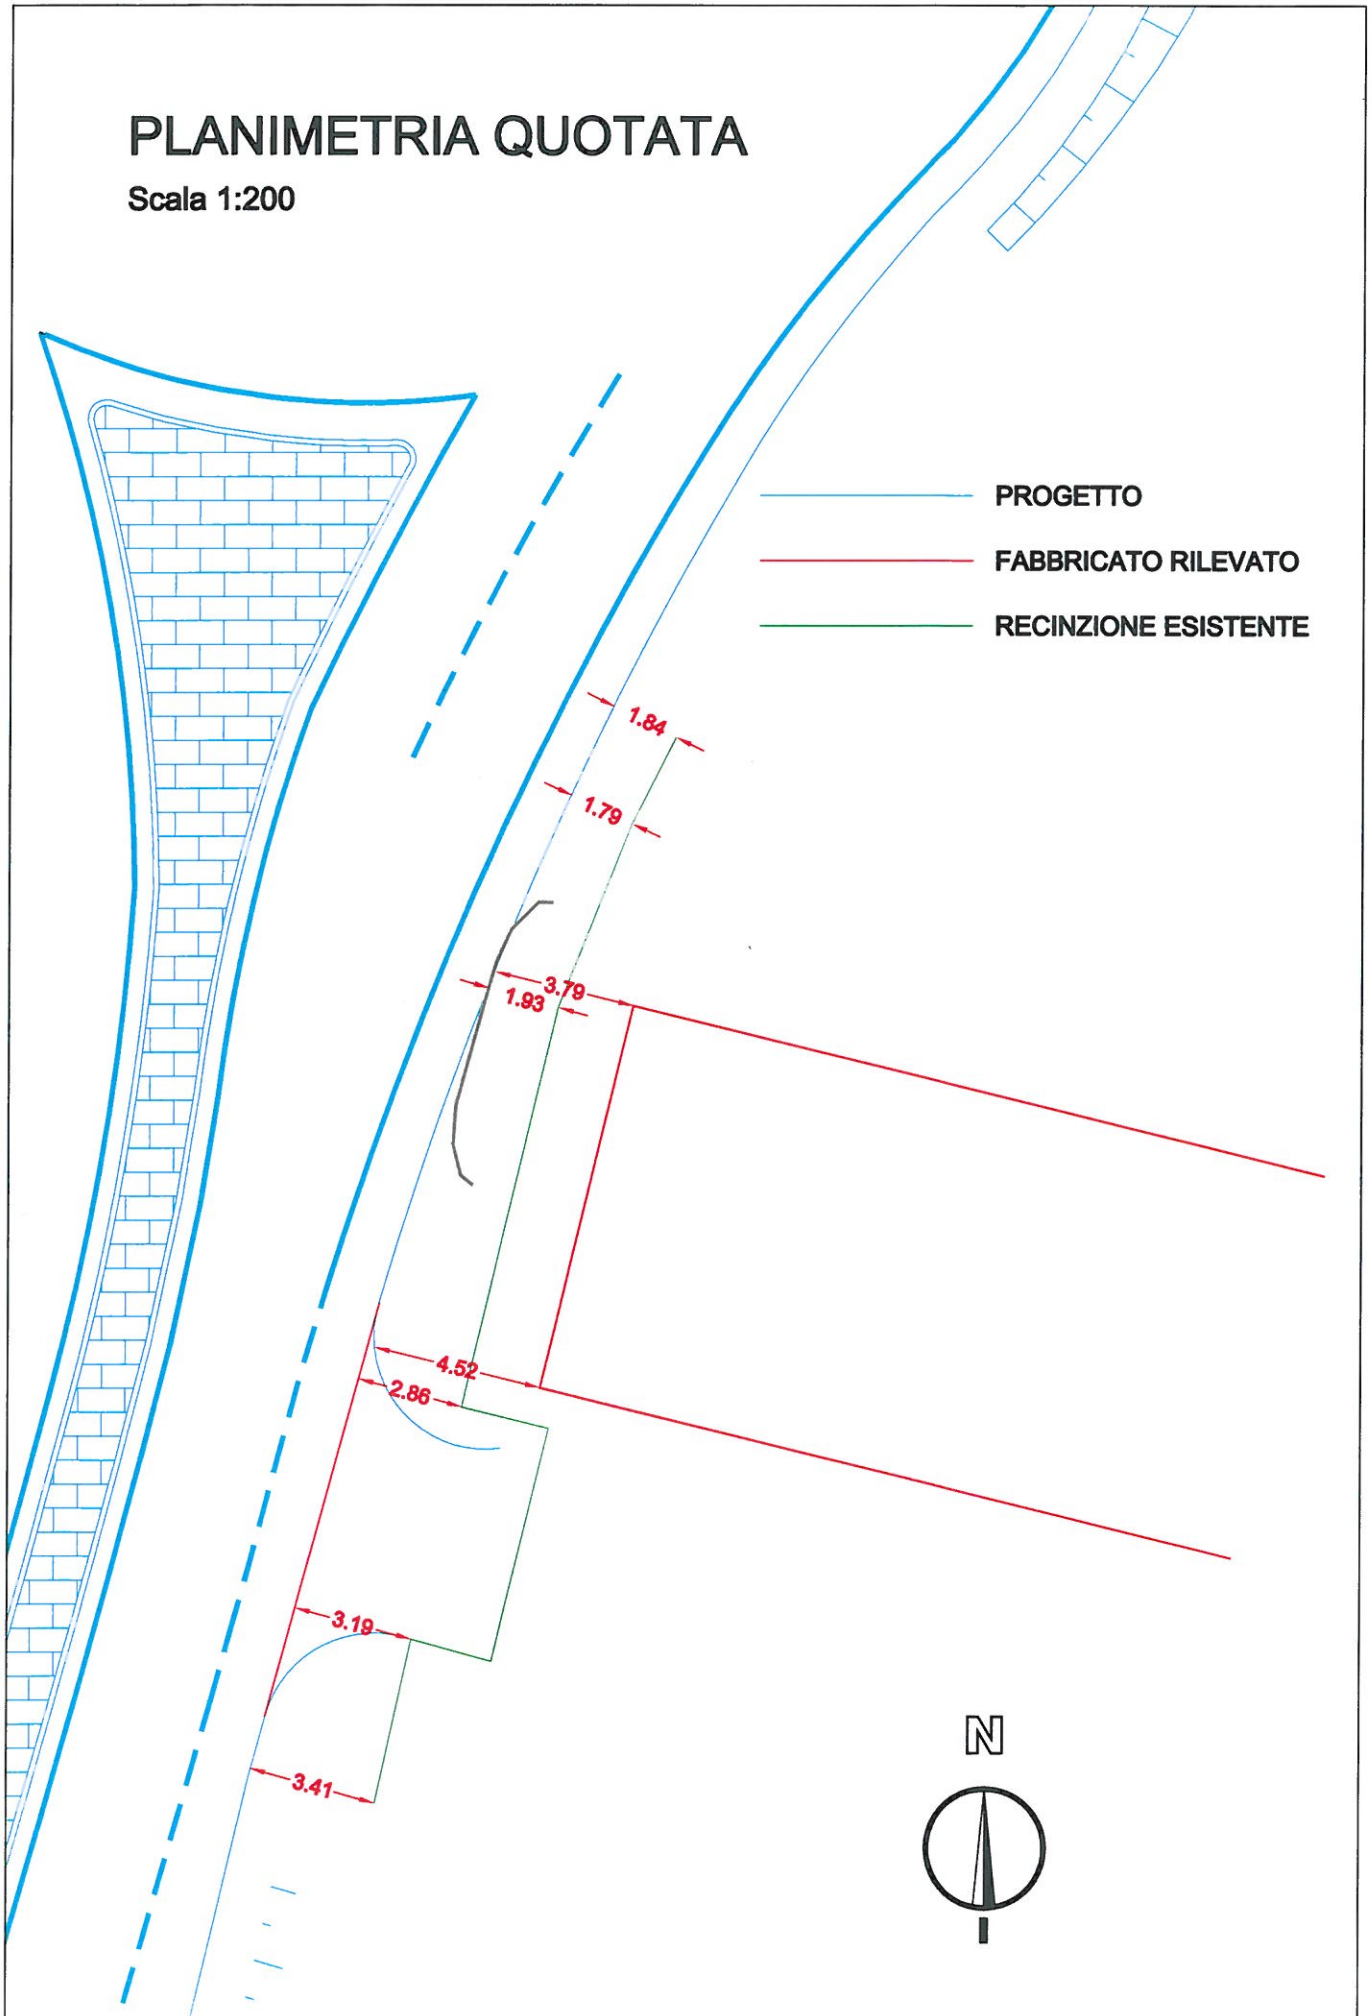 PLANIMETRIA QUOTATA
Scala 1:200
PROGETTO
FABBRICATO RILEVATO
RECINZIONE ESISTENTE
1.84
1.79
3.79
1.93
4.52
2.86
3.19
3.41
N